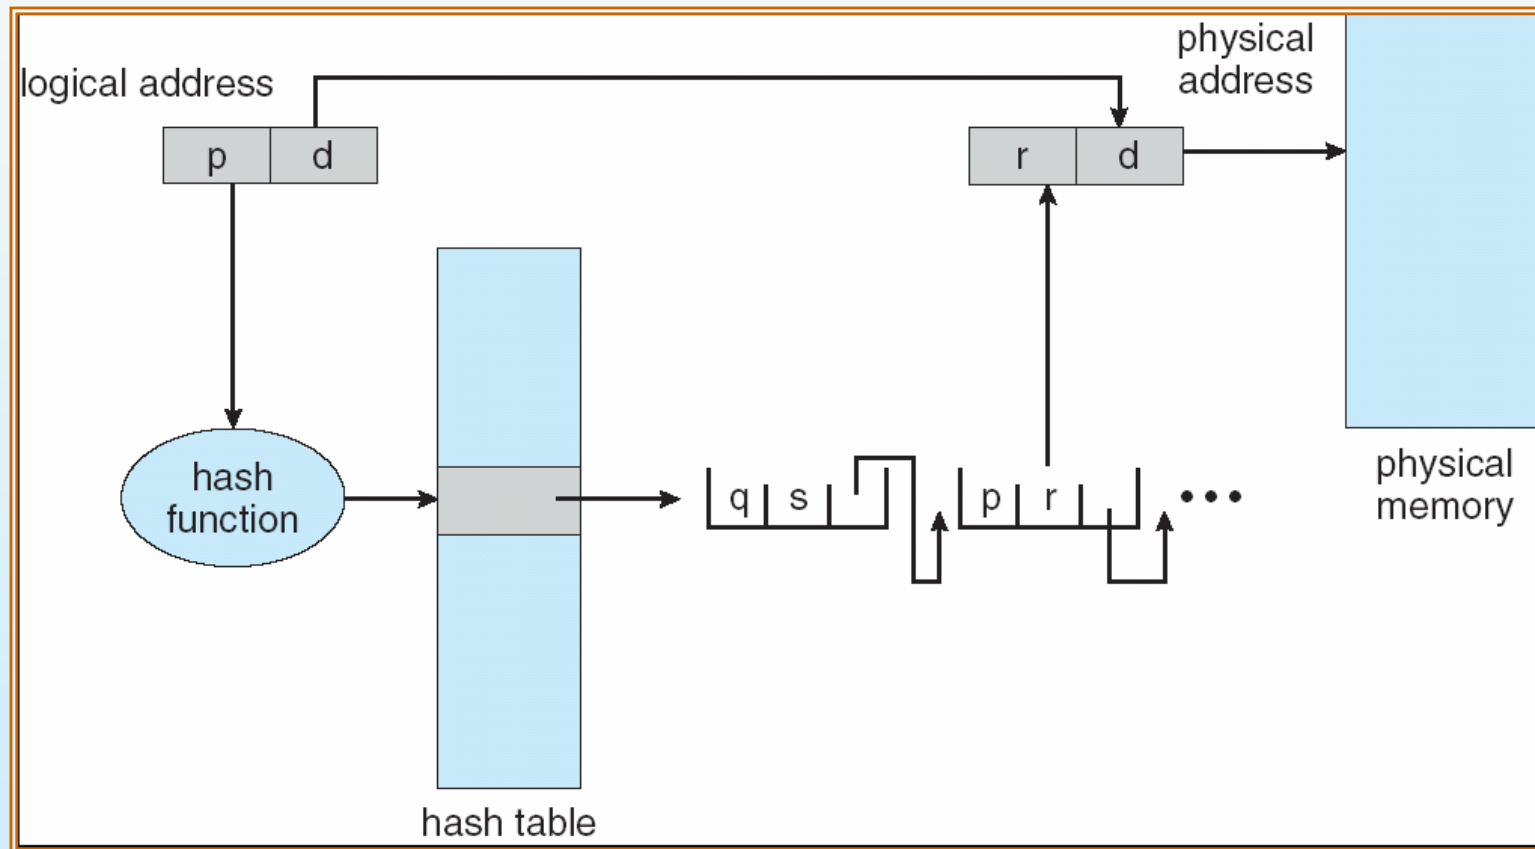 logical address
physical
address
p d
r d
hash
function
q s
p r
•••
physical
memory
hash table